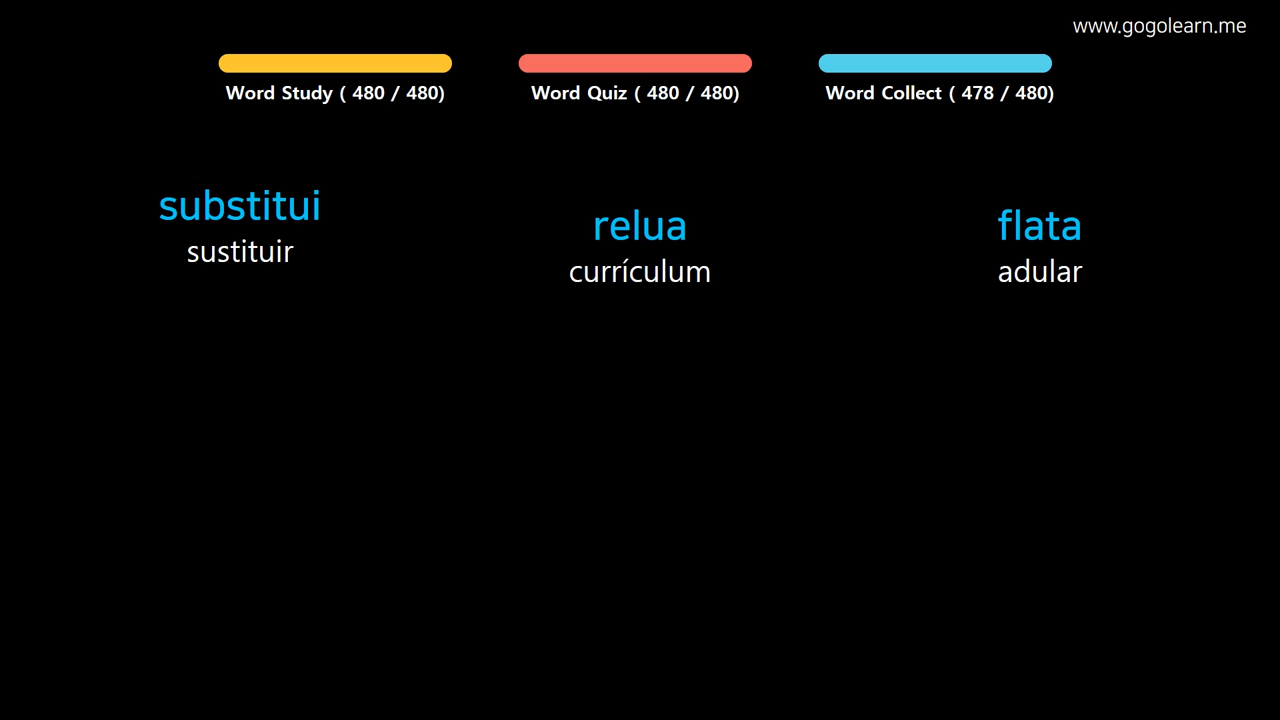 www.gogolearn.me
Word Study ( 480 / 480)
Word Quiz ( 480 / 480)
Word Collect ( 478 / 480)
substitui
sustituir
relua
currículum
flata
adular